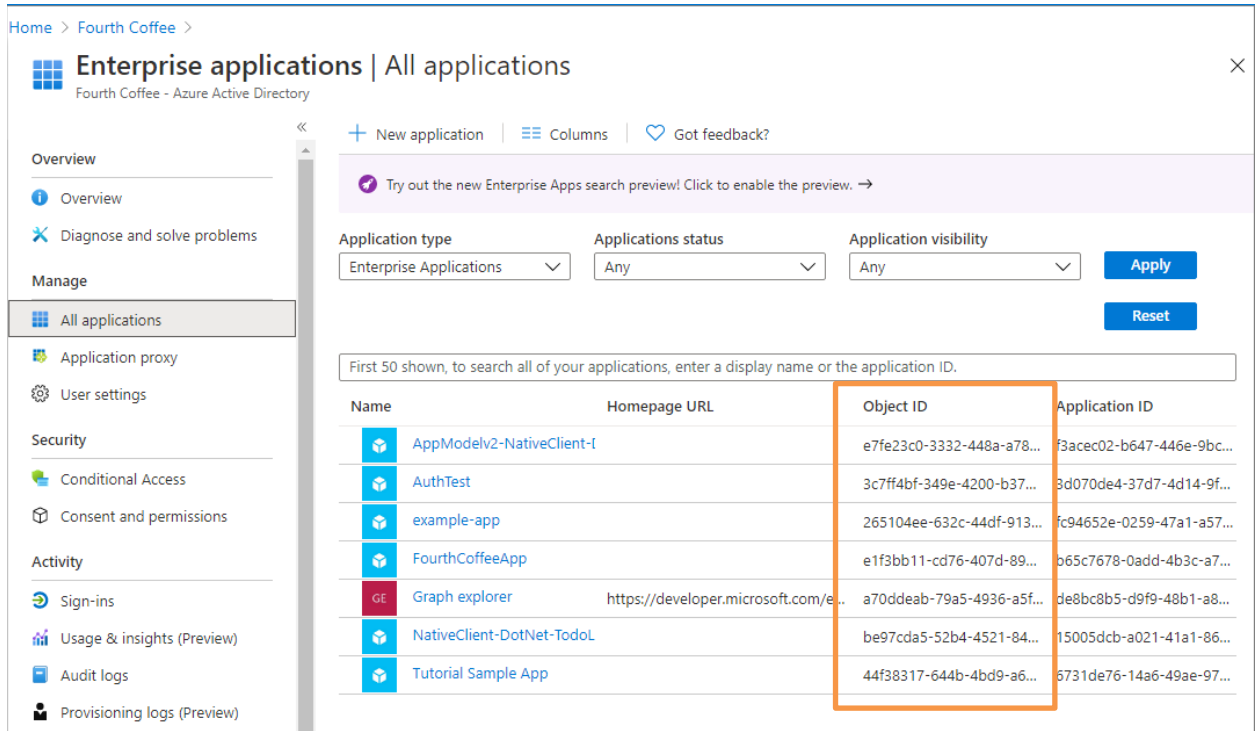 Home > Fourth Coffee >
Enterprise applications | All applications
Fourth Coffee - Azure Active Directory
Overview
Overview
Diagnose and solve problems
Manage
All applications
Application proxy
User settings
Security
Conditional Access
Consent and permissions
Activity
Sign-ins
Usage & insights (Preview)
Audit logs
Provisioning logs (Preview)
New application
Columns
Got feedback?
Try out the new Enterprise Apps search preview! Click to enable the preview. →
Application type
Applications status
Application visibility
Enterprise Applications
Any
Any
Apply
Reset
First 50 shown, to search all of your applications, enter a display name or the application ID.
Name Homepage URL Object ID Application ID
AppModelv2-NativeClient-D e7fe23c0-3332-448a-a78... f3acec02-b647-446e-9bc...
AuthTest 3c7ff4bf-349e-4200-b37... 3d070de4-37d7-4d14-9f...
example-app 265104ee-632c-44df-913... fc94652e-0259-47a1-a57...
FourthCoffeeApp e1f3bb11-cd76-407d-89... b65c7678-0add-4b3c-a7...
GE Graph explorer https://developer.microsoft.com/e... a70ddeab-79a5-4936-a5f... de8bc8b5-d9f9-48b1-a8...
NativeClient-DotNet-TodoL be97cda5-52b4-4521-84... 15005dcb-a021-41a1-86...
Tutorial Sample App 44f38317-644b-4bd9-a6... 6731de76-14a6-49ae-97...